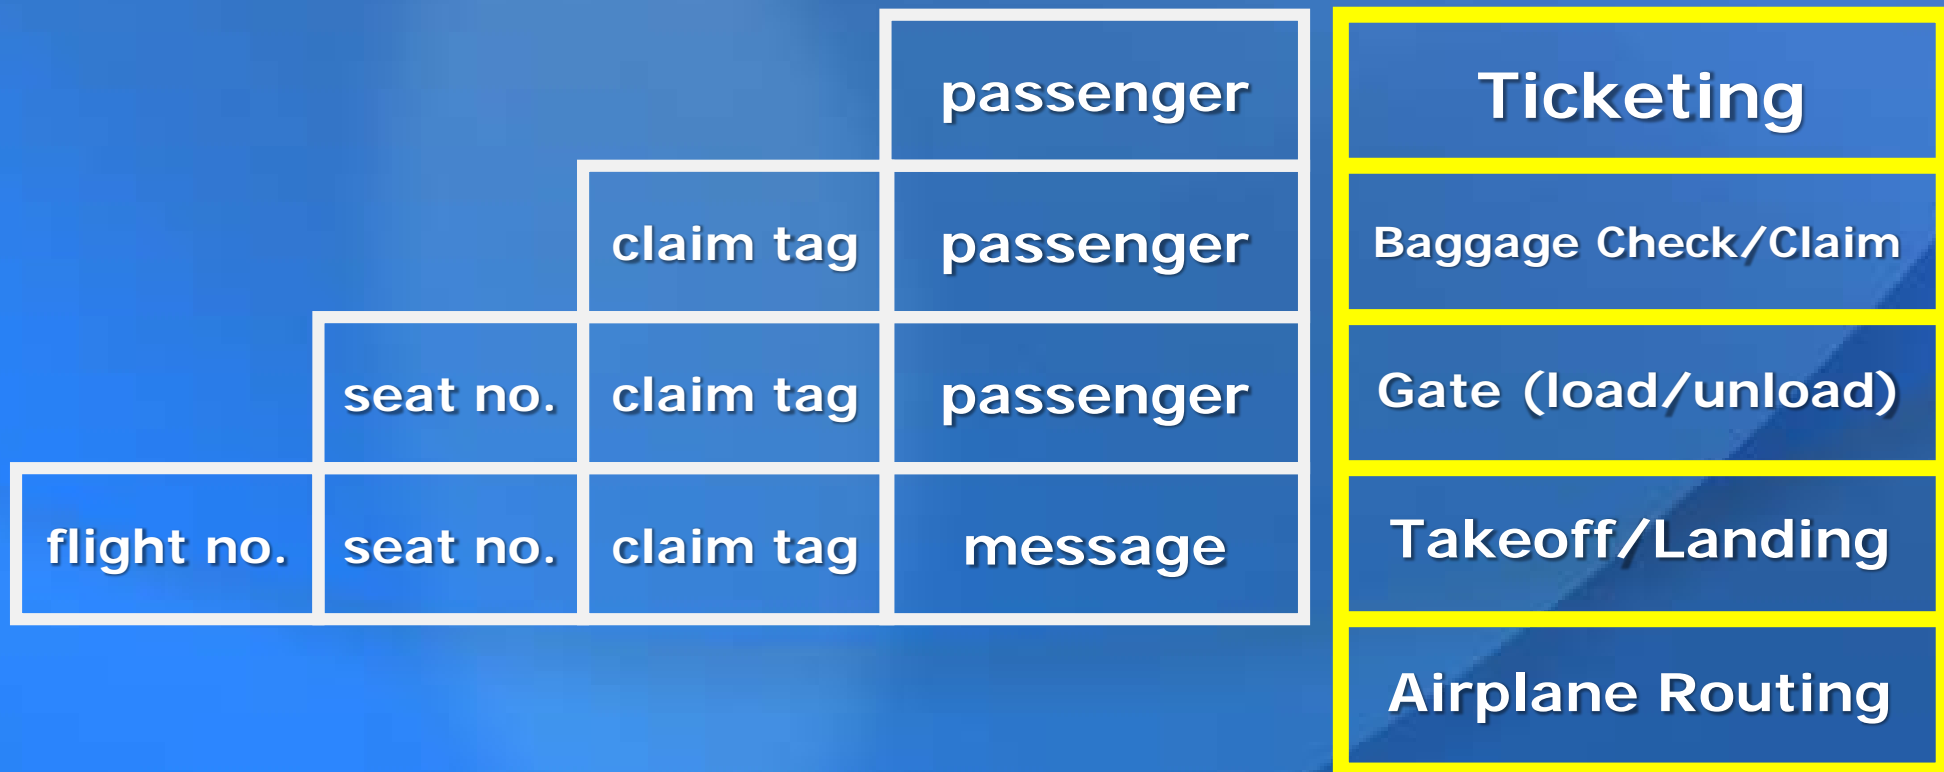 passenger
Ticketing
claim tag
passenger
Baggage Check/Claim
seat no.
claim tag
passenger
Gate (load/unload)
flight no.
seat no.
claim tag
message
Takeoff/Landing
Airplane Routing